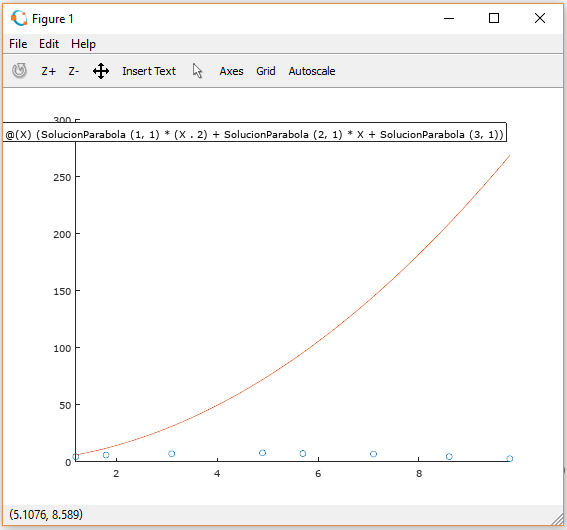 Figure 1
File Edit Help
Z+ Z- Insert Text Axes Grid Autoscale
300
@(X) (SolucionParabola (1, 1) * (X . 2) + SolucionParabola (2, 1) * X + SolucionParabola (3, 1))
250
200
150
100
50
0
2 4 6 8
(5.1076, 8.589)